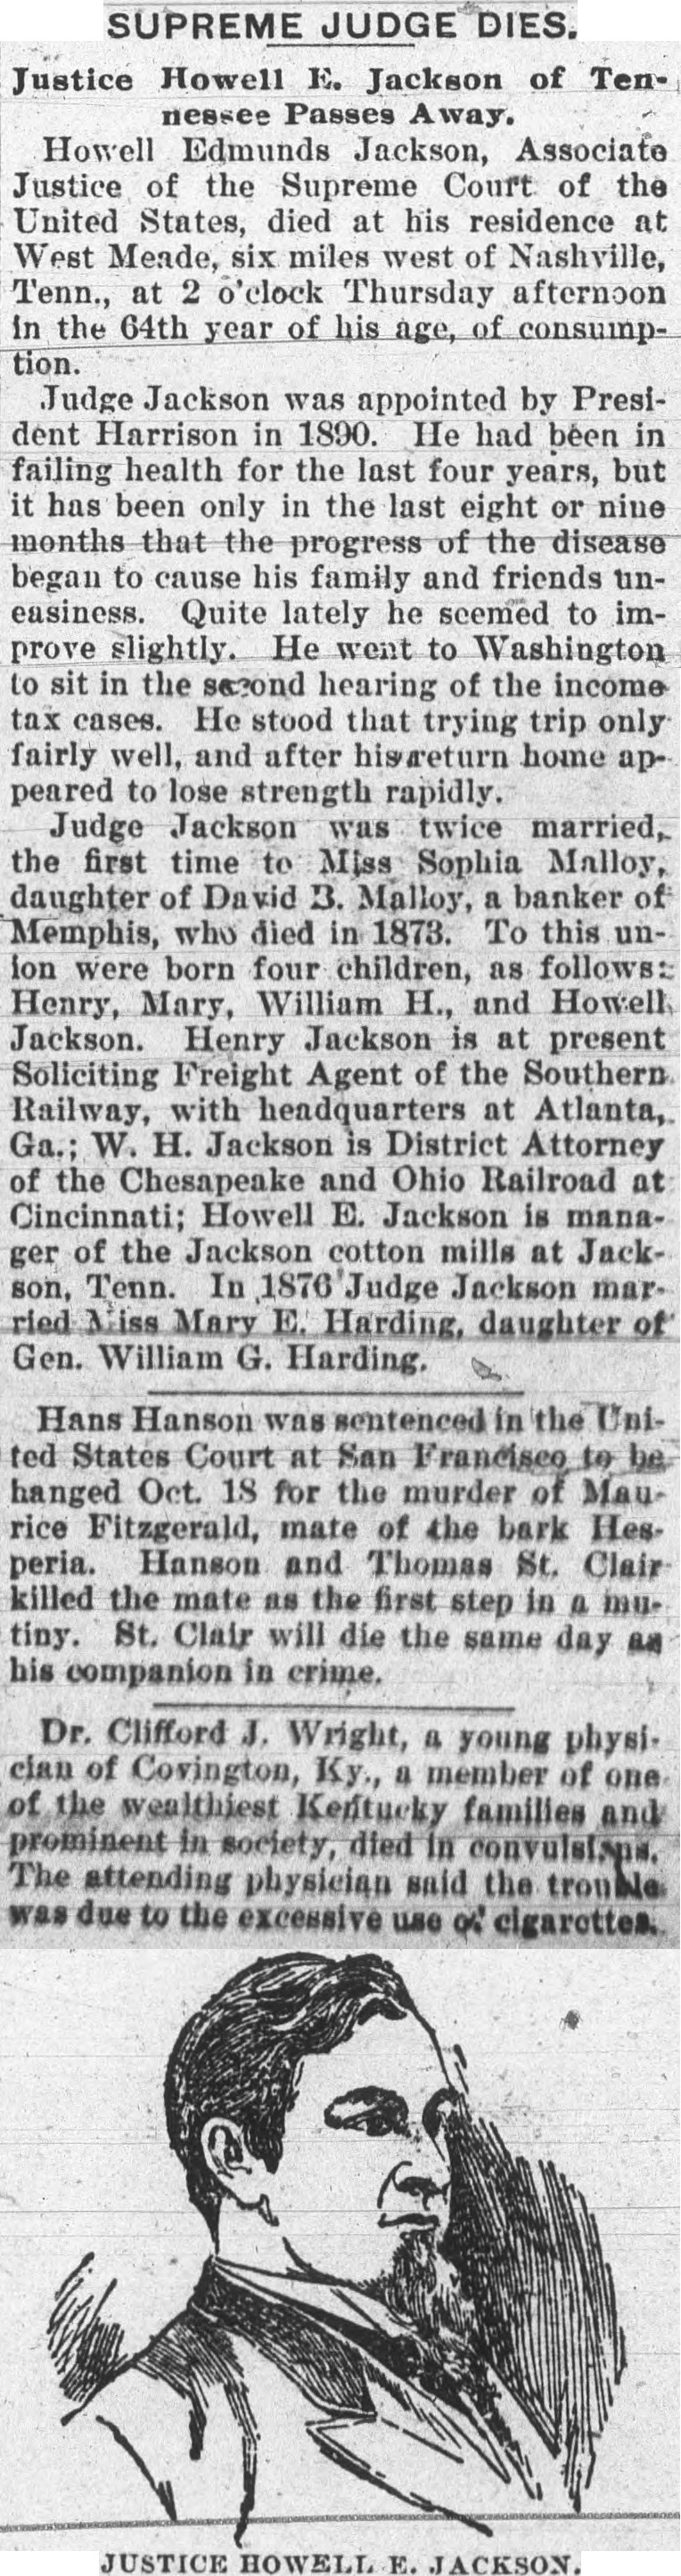 SUPREME JUDGE DIES.
Justice Howell E. Jackson of Ten-
nessee Passes Away.
Howell Edmunds Jackson, Associate
Justice of the Supreme Court of the
United States, died at his residence at
West Meade, six miles west of Nashville,
Tenn., at 2 o'clock Thursday afternoon
in the 64th year of his age, of consump-
tion.
Judge Jackson was appointed by Presi-
dent Harrison in 1890. He had been in
failing health for the last four years, but
it has been only in the last eight or nine
months that the progress of the disease
began to cause his family and friends un-
easiness. Quite lately he seemed to im-
prove slightly. He went to Washington
to sit in the second hearing of the income
tax cases. He stood that trying trip only
fairly well, and after his return home ap-
peared to lose strength rapidly.
Judge Jackson was twice married,
the first time to Miss Sophia Malloy,
daughter of David B. Malloy, a banker of
Memphis, who died in 1873. To this un-
ion were born four children, as follows:
Henry, Mary, William H., and Howell
Jackson. Henry Jackson is at present
Soliciting Freight Agent of the Southern
Railway, with headquarters at Atlanta,
Ga.; W. H. Jackson is District Attorney
of the Chesapeake and Ohio Railroad at
Cincinnati; Howell E. Jackson is mana-
ger of the Jackson cotton mills at Jack-
son, Tenn. In 1876 Judge Jackson mar-
ried Miss Mary E. Harding, daughter of
Gen. William G. Harding.
Hans Hanson was sentenced in the Uni-
ted States Court at San Francisco to be
hanged Oct. 18 for the murder of Mau-
rice Fitzgerald, mate of the bark Hes-
peria. Hanson and Thomas St. Clair
killed the mate as the first step in a mu-
tiny. St. Clair will die the same day as
his companion in crime.
Dr. Clifford J. Wright, a young physi-
cian of Covington, Ky., a member of one
of the wealthiest Kentucky families and
prominent in society, died in convulsions.
The attending physician said the trouble
was due to the excessive use of cigarettes.
JUSTICE HOWELL E. JACKSON.